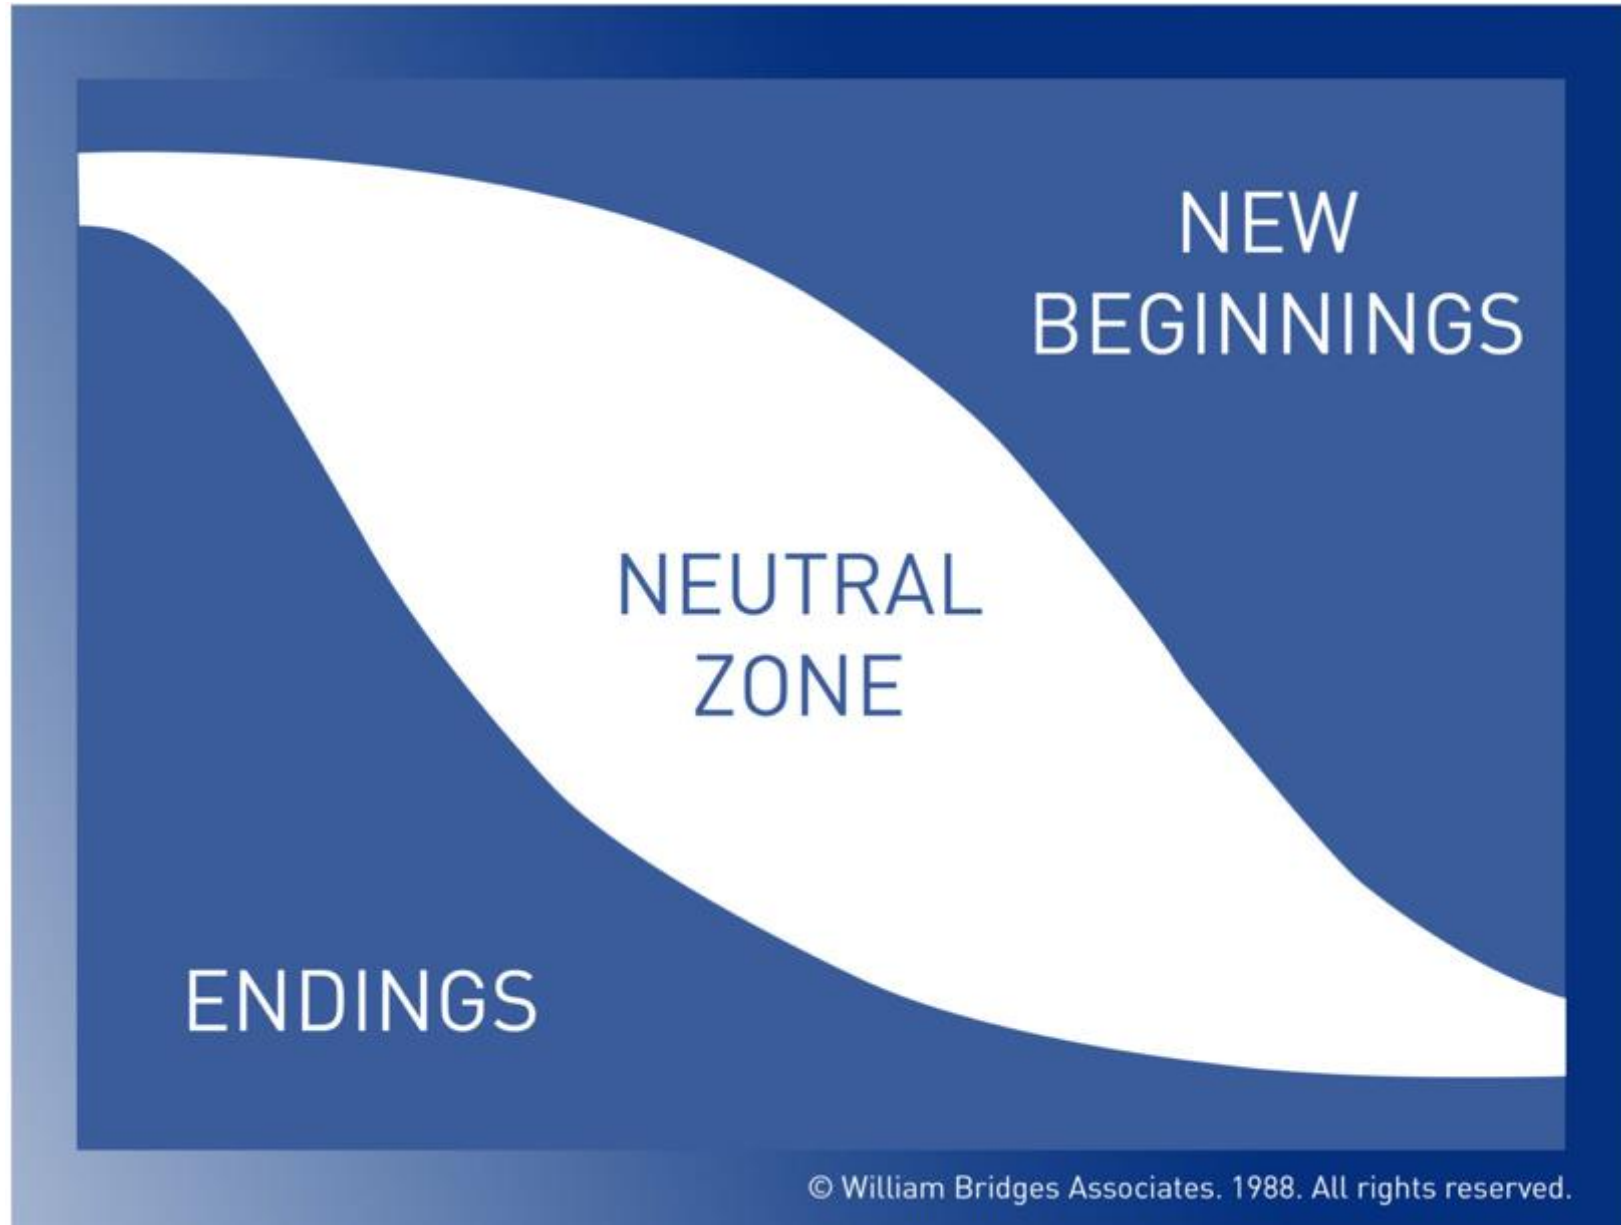 NEW
BEGINNINGS
NEUTRAL
ZONE
ENDINGS
© William Bridges Associates. 1988. All rights reserved.